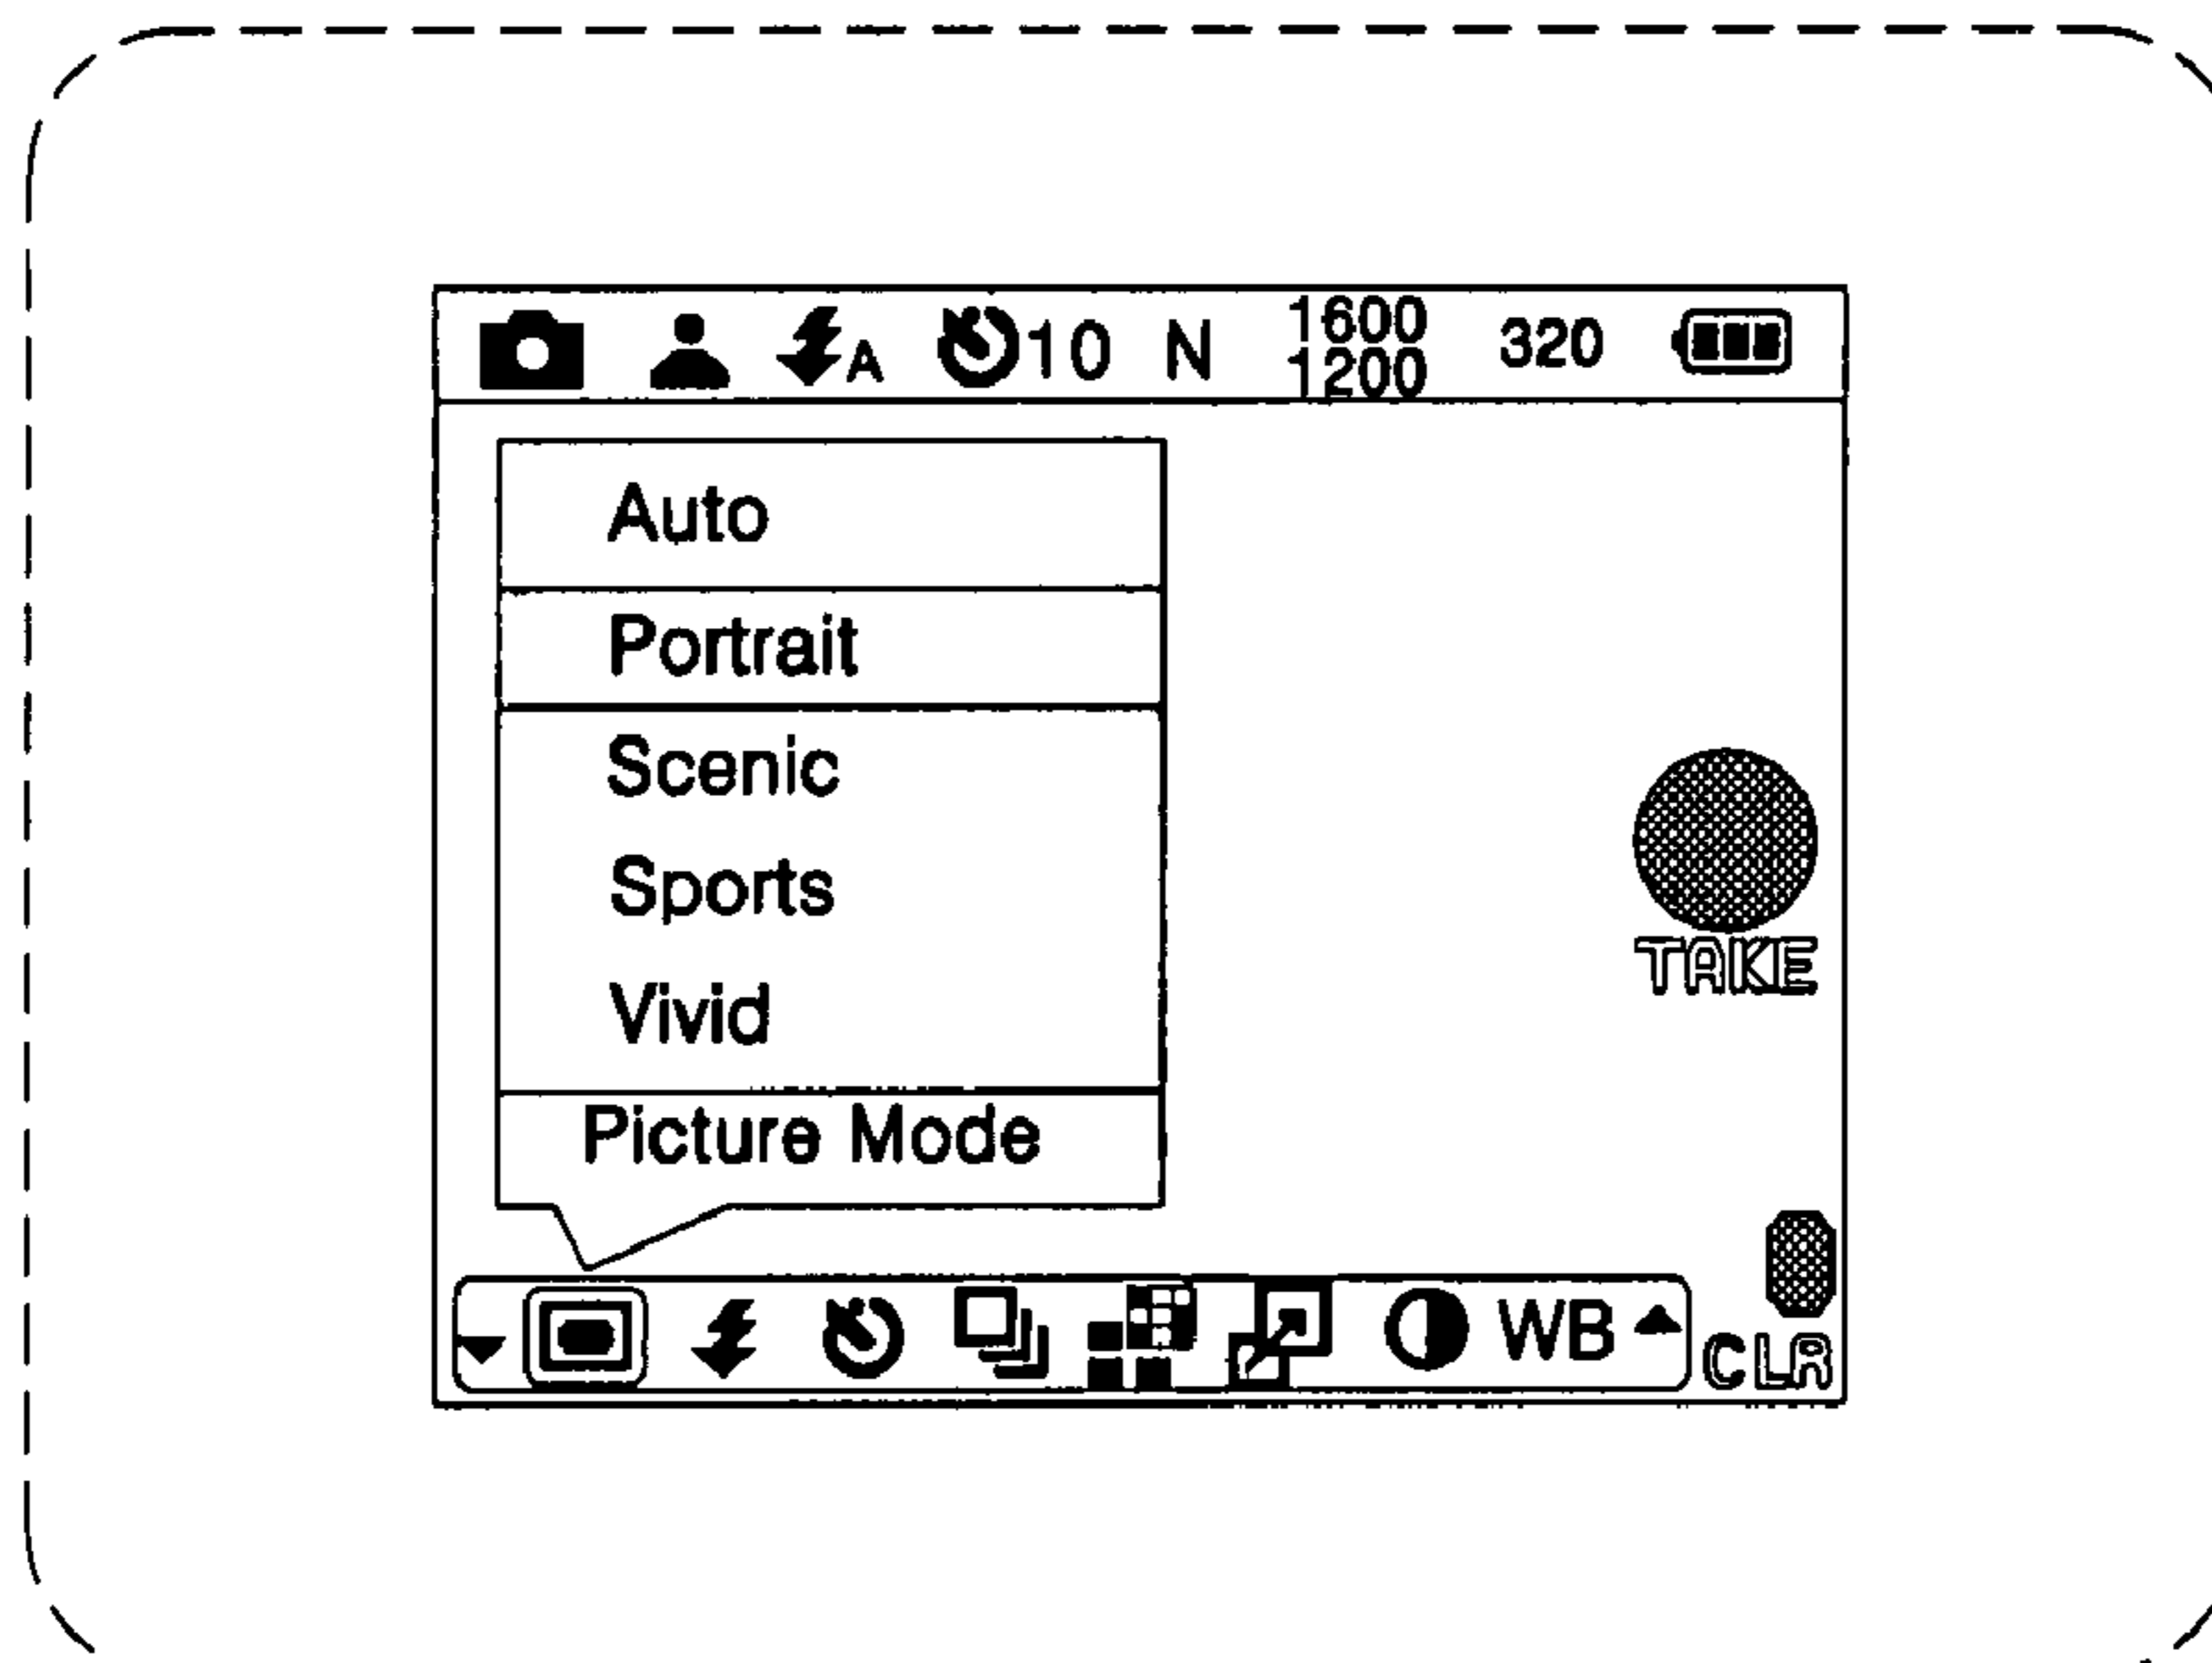 A 10 N 1600 320
1200
Auto
Portrait
Scenic
Sports
Vivid
TAKE
Picture Mode
WB
CLR